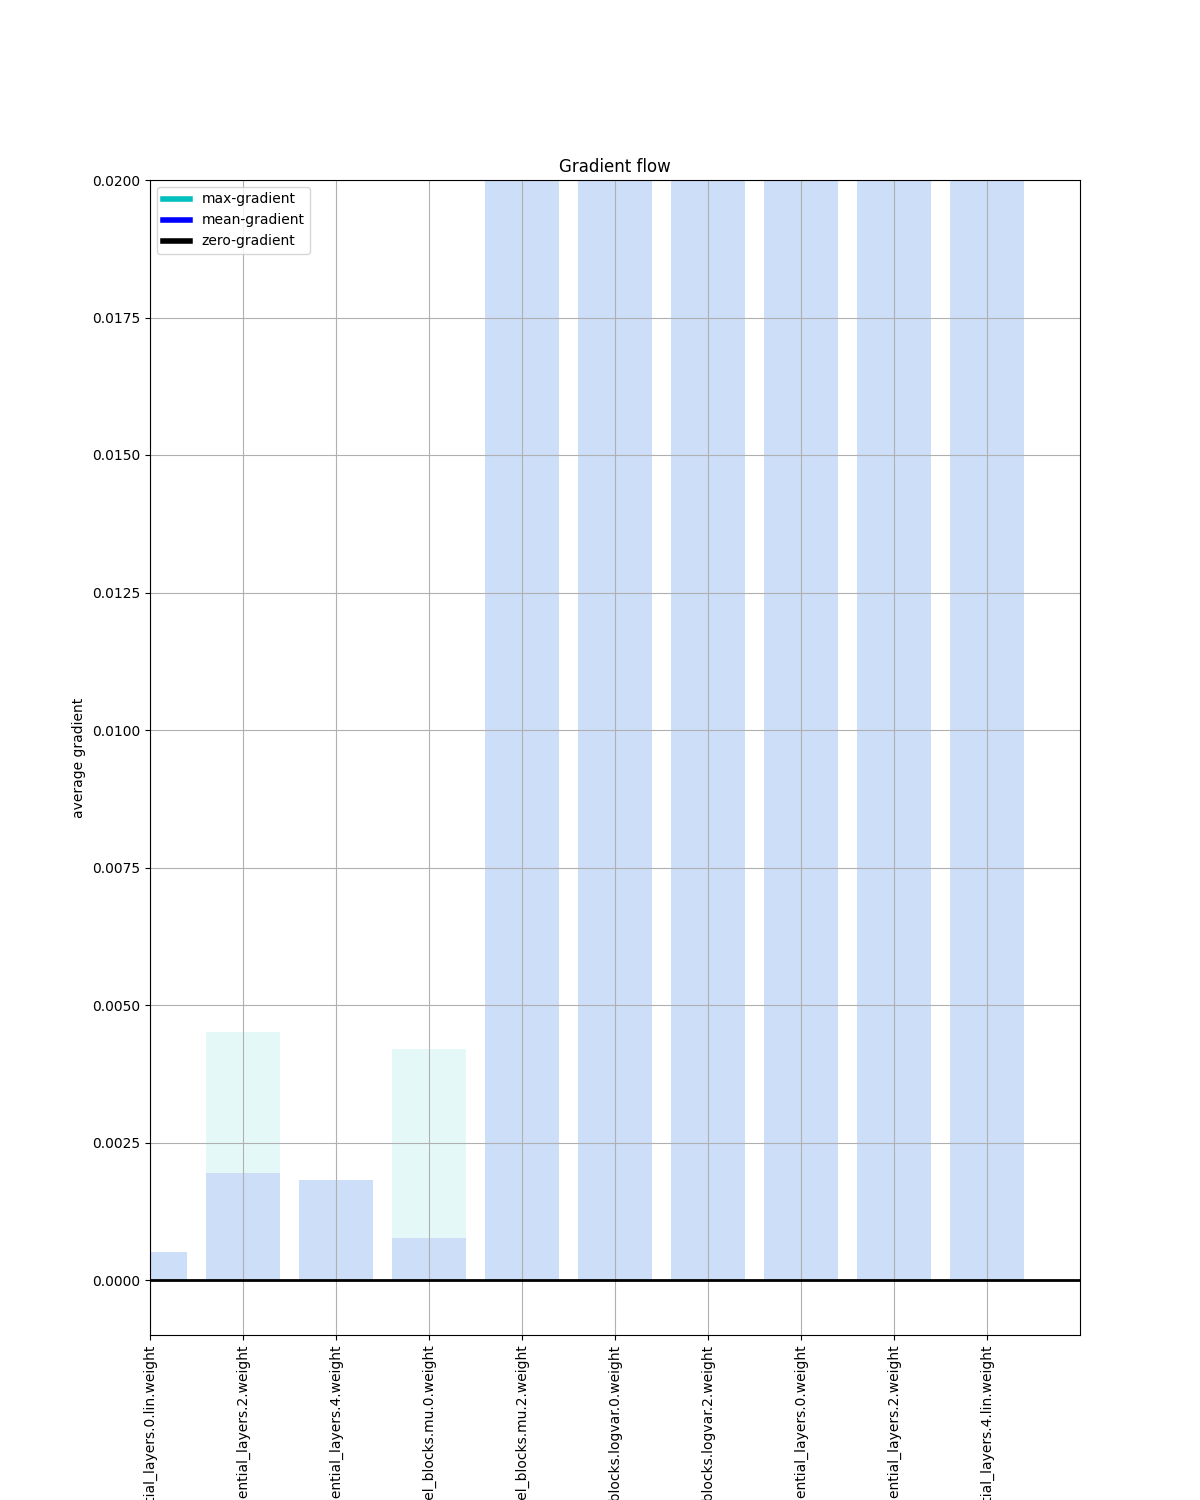 Gradient flow
max-gradient
mean-gradient
zero-gradient
0.0200
0.0175
0.0150
0.0125
0.0100
0.0075
0.0050
0.0025
0.0000
average gradient
tial_layers.0.lin.weight
ential_layers.2.weight
ential_layers.4.weight
el_blocks.mu.0.weight
el_blocks.mu.2.weight
blocks.logvar.0.weight
blocks.logvar.2.weight
ential_layers.0.weight
ential_layers.2.weight
tial_layers.4.lin.weight